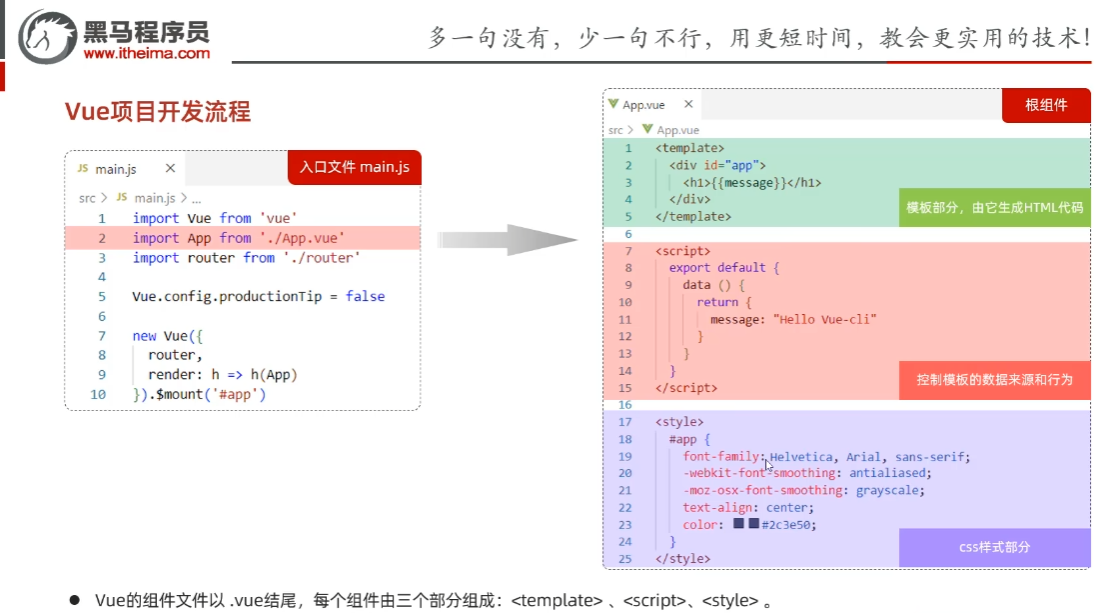 黑马程序员
www.itheima.com
多一句没有，少一句不行，用更短时间，教会更实用的技术!
Vue项目开发流程
JS main.js ×
入口文件 main.js
src > JS main.js > ...
1 import Vue from 'vue'
2 import App from './App.vue'
3 import router from './router'
4
5 Vue.config.productionTip = false
6
7 new Vue({
8 router,
9 render: h => h(App)
10 }).$mount('#app')
App.vue ×
根组件
src > App.vue
1 <template>
2 <div id="app">
3 <h1>{{message}}</h1>
4 </div>
5 </template>
模板部分，由它生成HTML代码
6
7 <script>
8 export default {
9 data () {
10 return {
11 message: "Hello Vue-cli"
12 }
13 }
14 }
15 </script>
控制模板的数据来源和行为
16
17 <style>
18 #app {
19 font-family: Helvetica, Arial, sans-serif;
20 -webkit-font-smoothing: antialiased;
21 -moz-osx-font-smoothing: grayscale;
22 text-align: center;
23 color: #2c3e50;
24 }
25 </style>
css样式部分
● Vue的组件文件以 .vue结尾，每个组件由三个部分组成：<template> 、<script>、<style> 。